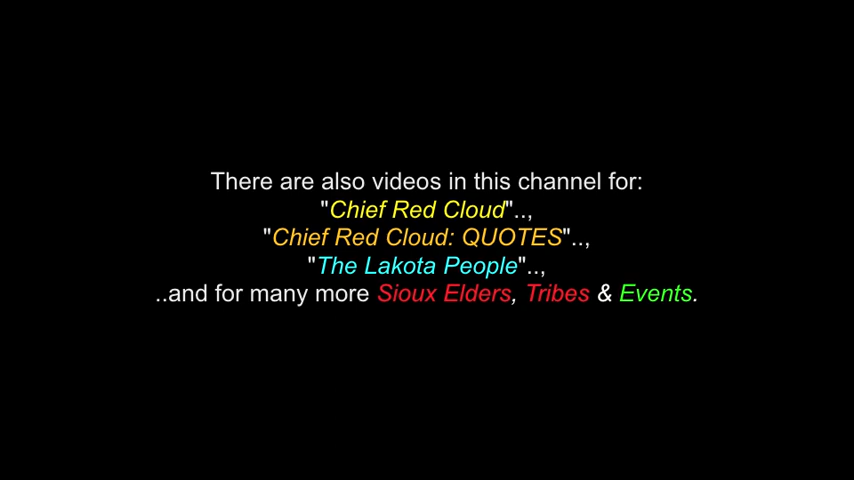 There are also videos in this channel for:
"Chief Red Cloud"..,
"Chief Red Cloud: QUOTES"..,
"The Lakota People"..,
..and for many more Sioux Elders, Tribes & Events.